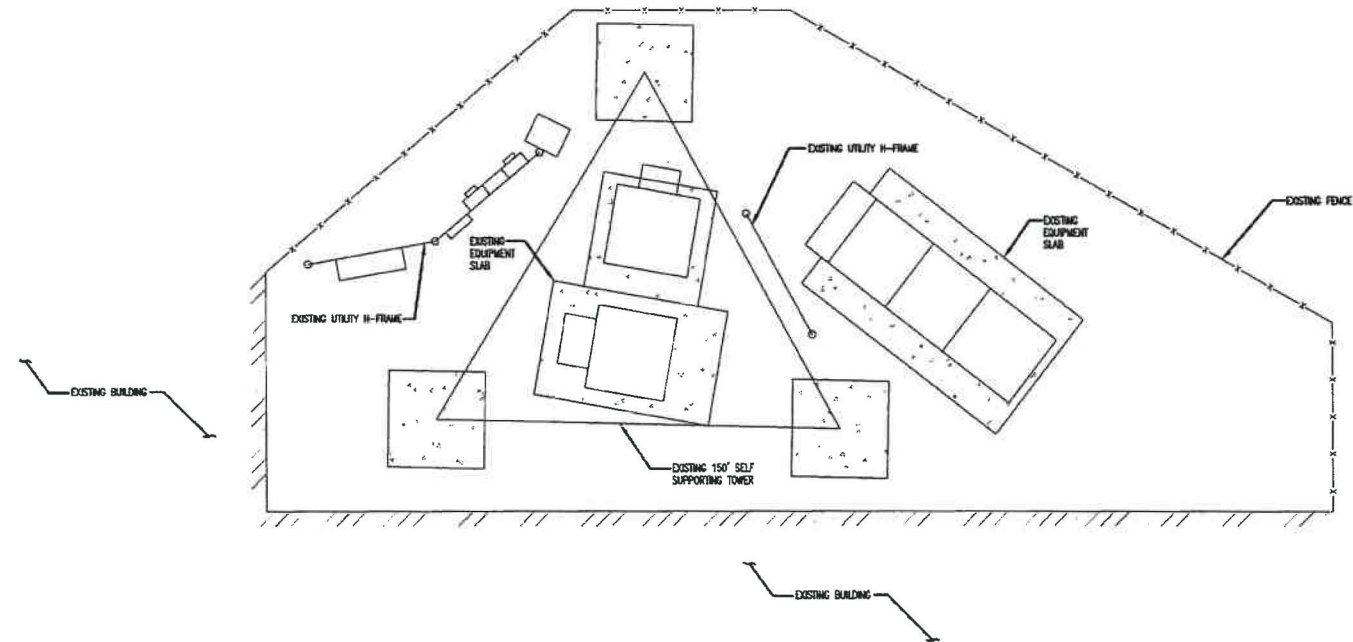 EXISTING UTILITY H-FRAME
EXISTING FENCE
EXISTING
EQUIPMENT
SLAB
EXISTING
EQUIPMENT
SLAB
EXISTING UTILITY H-FRAME
EXISTING BUILDING
EXISTING 150' SELF
SUPPORTING TOWER
EXISTING BUILDING